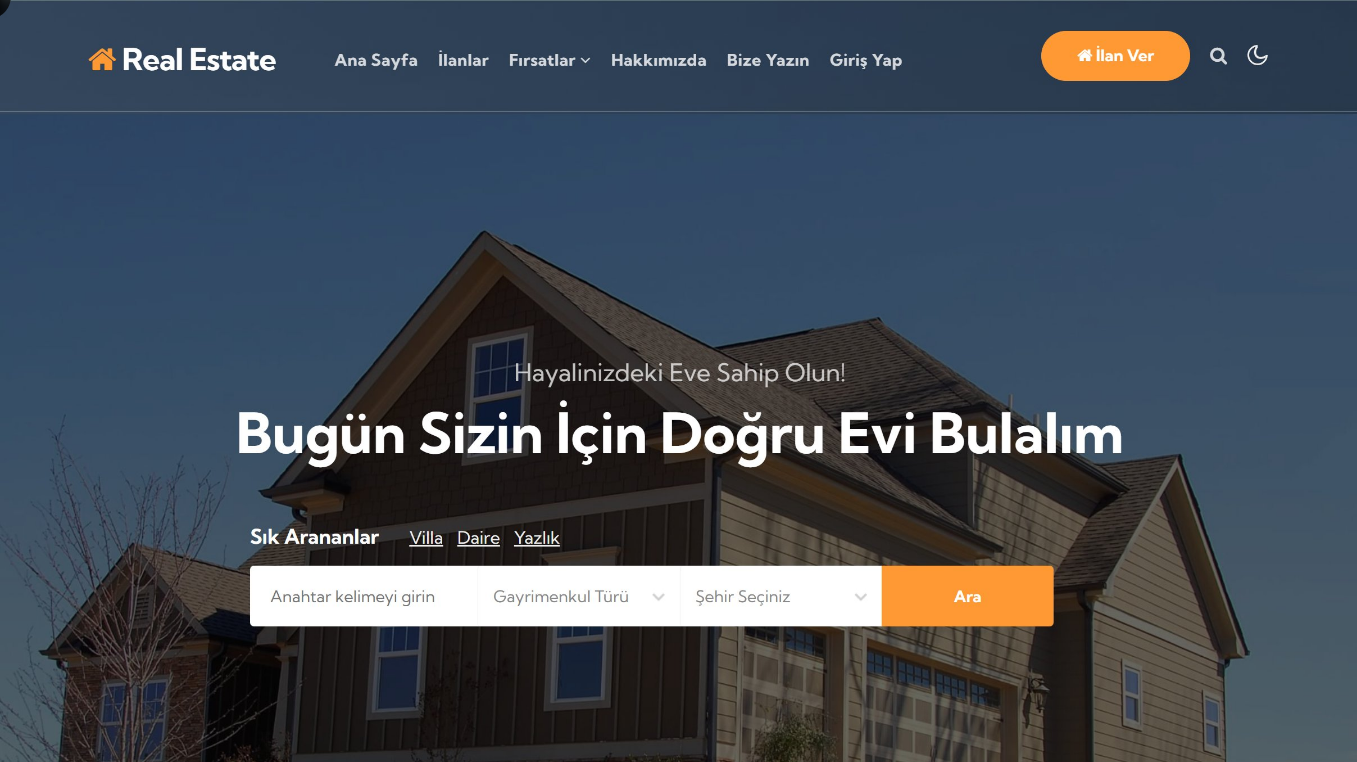 Real Estate
Ana Sayfa İlanlar Fırsatlar Hakkımızda Bize Yazın Giriş Yap
İlan Ver
Hayalinizdeki Eve Sahip Olun!
Bugün Sizin İçin Doğru Evi Bulalım
Sık Arananlar Villa Daire Yazlık
Anahtar kelimeyi girin Gayrimenkul Türü Şehir Seçiniz Ara